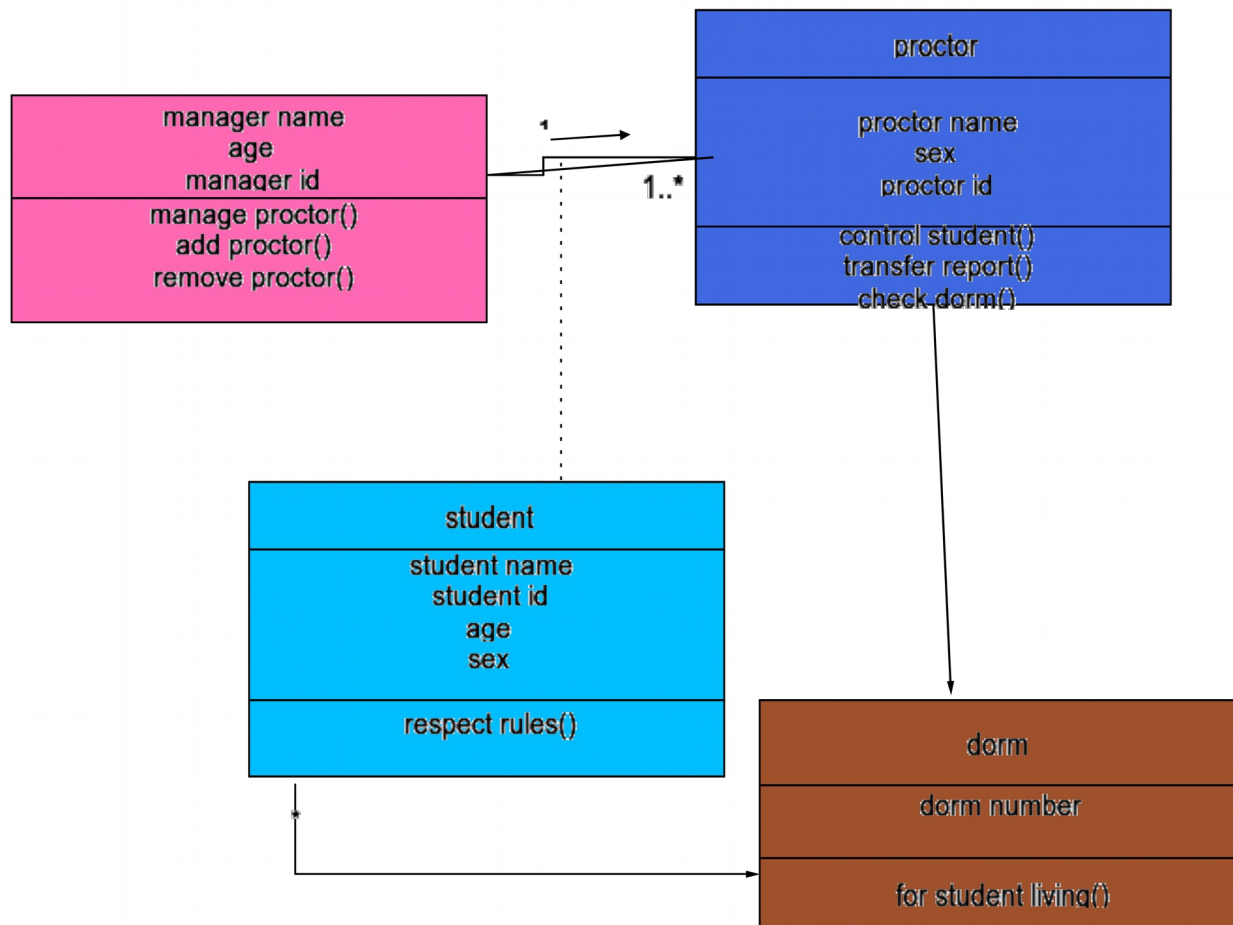 manager name
age
manager id
manage proctor()
add proctor()
remove proctor()
1
1..*
proctor
proctor name
sex
proctor id
control student()
transfer report()
check dorm()
student
student name
student id
age
sex
respect rules()
*
dorm
dorm number
for student living()